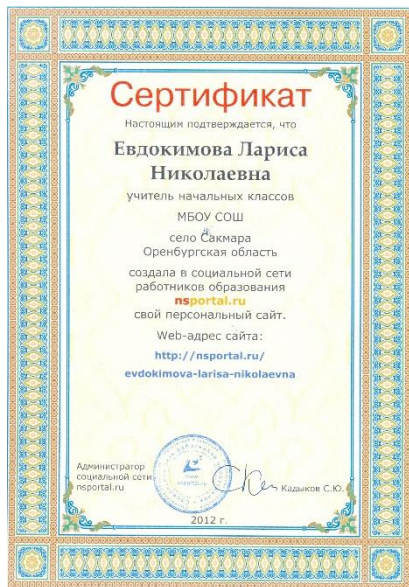 Сертификат
Настоящим подтверждается, что
Евдокимова Лариса
Николаевна
учитель начальных классов
МБОУ СОШ
село Сакмара
Оренбургская область
создала в социальной сети
работников образования
nsportal.ru
свой персональный сайт.
Web-адрес сайта:
http://nsportal.ru/
evdokimova-larisa-nikolaevna
Администратор
социальной сети
nsportal.ru
Кадыков С.Ю.
2012 г.